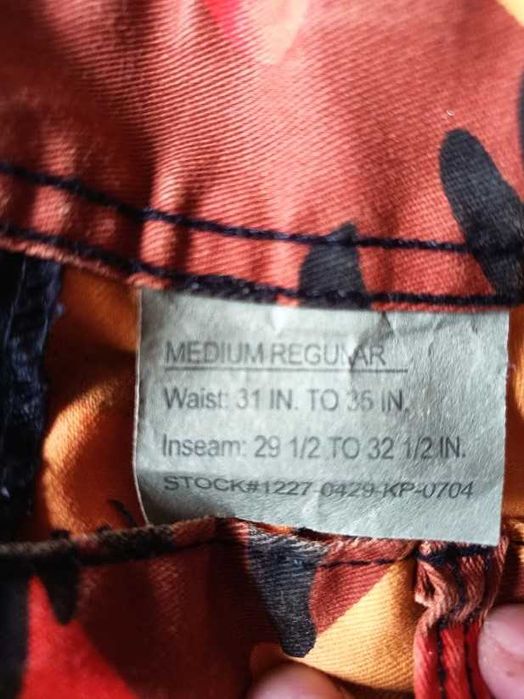 MEDIUM REGULAR
Waist: 31 IN. TO 35 IN.
Inseam: 29 1/2 TO 32 1/2 IN.
STOCK#1227-0429-KP-0704